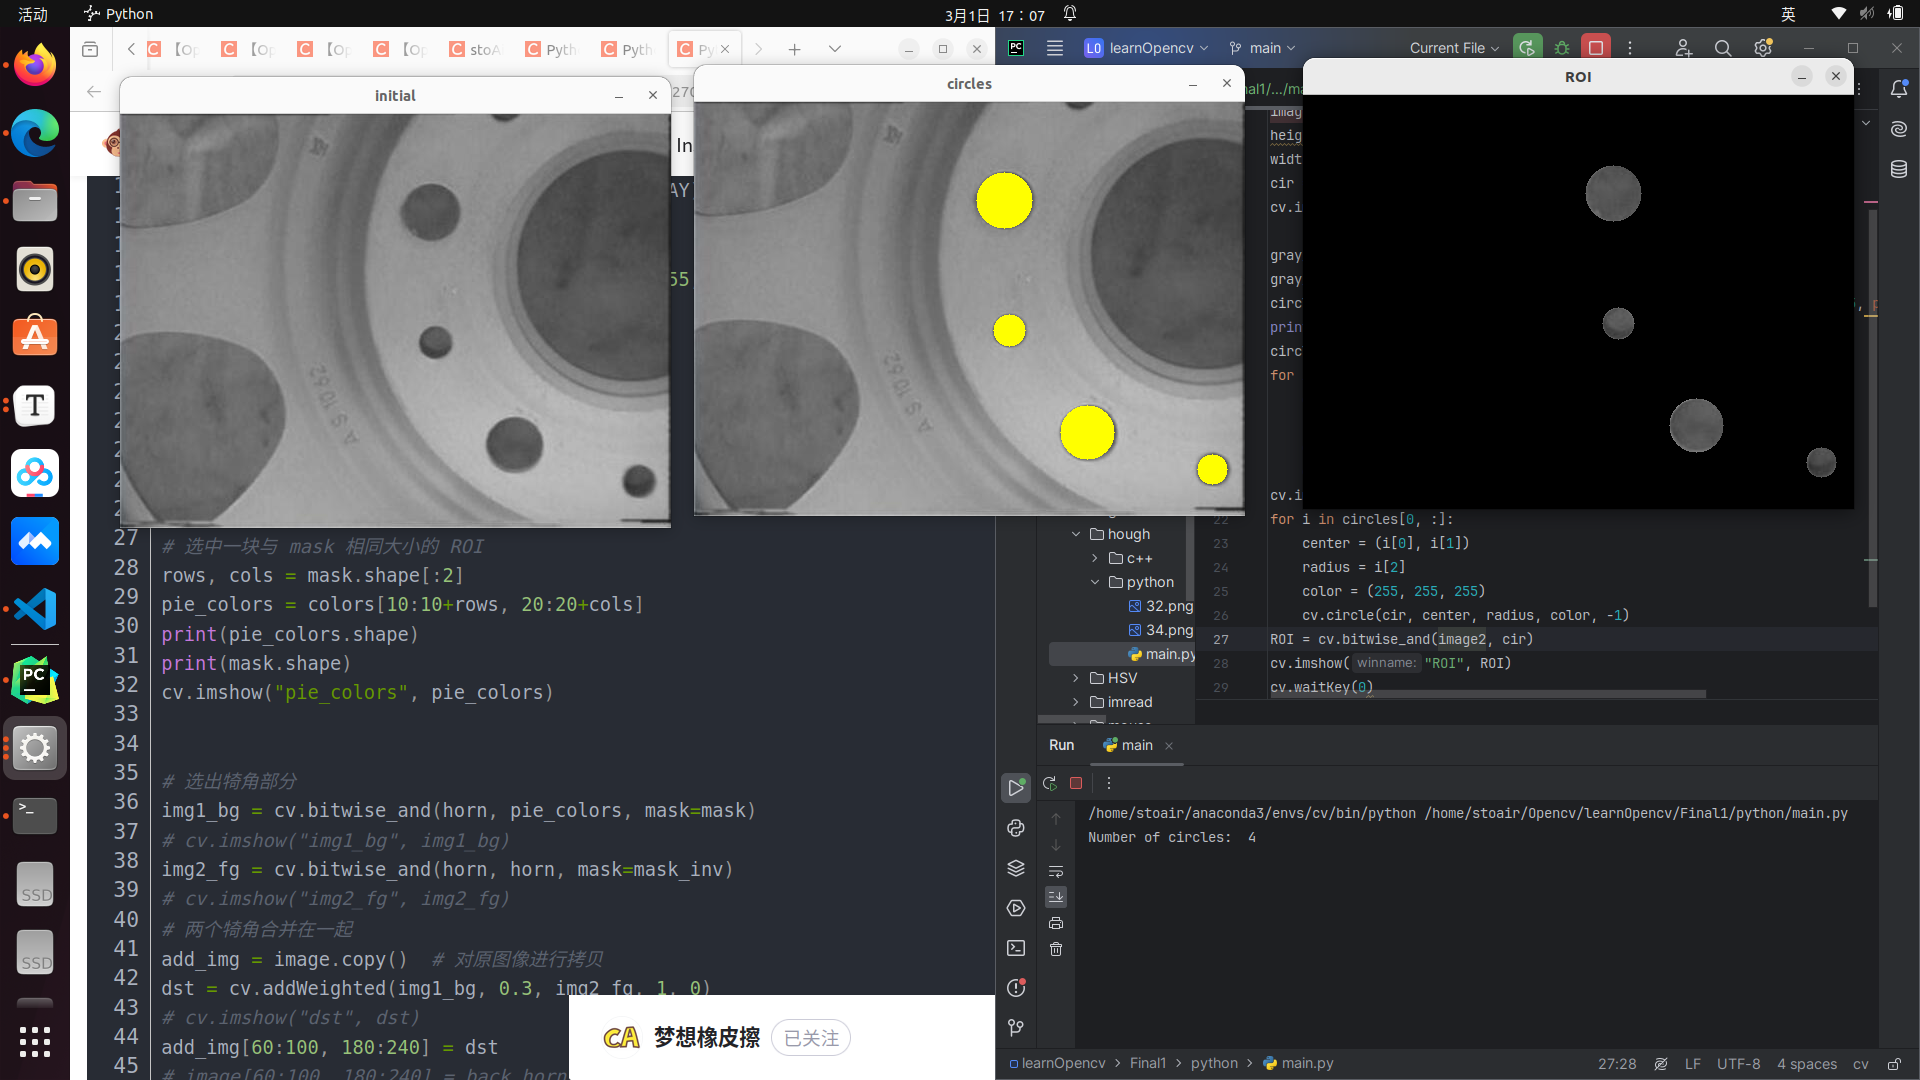 活动
Python
3月1日 17：07
英
【Op
【Op
【Op
【Op
stoA
Pyth
Pyth
Py
learnOpencv
main
Current File
initial
circles
ROI
27
28
29
30
31
32
33
34
35
36
37
38
39
40
41
42
43
44
45
# 选中一块与 mask 相同大小的 ROI
rows, cols = mask.shape[:2]
pie_colors = colors[10:10+rows, 20:20+cols]
print(pie_colors.shape)
print(mask.shape)
cv.imshow("pie_colors", pie_colors)
# 选出犄角部分
img1_bg = cv.bitwise_and(horn, pie_colors, mask=mask)
# cv.imshow("img1_bg", img1_bg)
img2_fg = cv.bitwise_and(horn, horn, mask=mask_inv)
# cv.imshow("img2_fg", img2_fg)
# 两个犄角合并在一起
add_img = image.copy() # 对原图像进行拷贝
dst = cv.addWeighted(img1_bg, 0.3, img2_fg, 1, 0)
# cv.imshow("dst", dst)
add_img[60:100, 180:240] = dst
# image[60:100, 180:240] = back_horn
CA 梦想橡皮擦 已关注
heig
widt
cir
cv.i
gray
gray
circ
prin
circ
for
cv.i
22 for i in circles[0, :]:
23 center = (i[0], i[1])
24 radius = i[2]
25 color = (255, 255, 255)
26 cv.circle(cir, center, radius, color, -1)
27 ROI = cv.bitwise_and(image2, cir)
28 cv.imshow( winname: "ROI", ROI)
29 cv.waitKey(0)
hough
c++
python
32.png
34.png
main.py
HSV
imread
Run main
/home/stoair/anaconda3/envs/cv/bin/python /home/stoair/Opencv/learnOpencv/Final1/python/main.py
Number of circles: 4
learnOpencv > Final1 > python > main.py
27:28 LF UTF-8 4 spaces cv
SSD
SSD